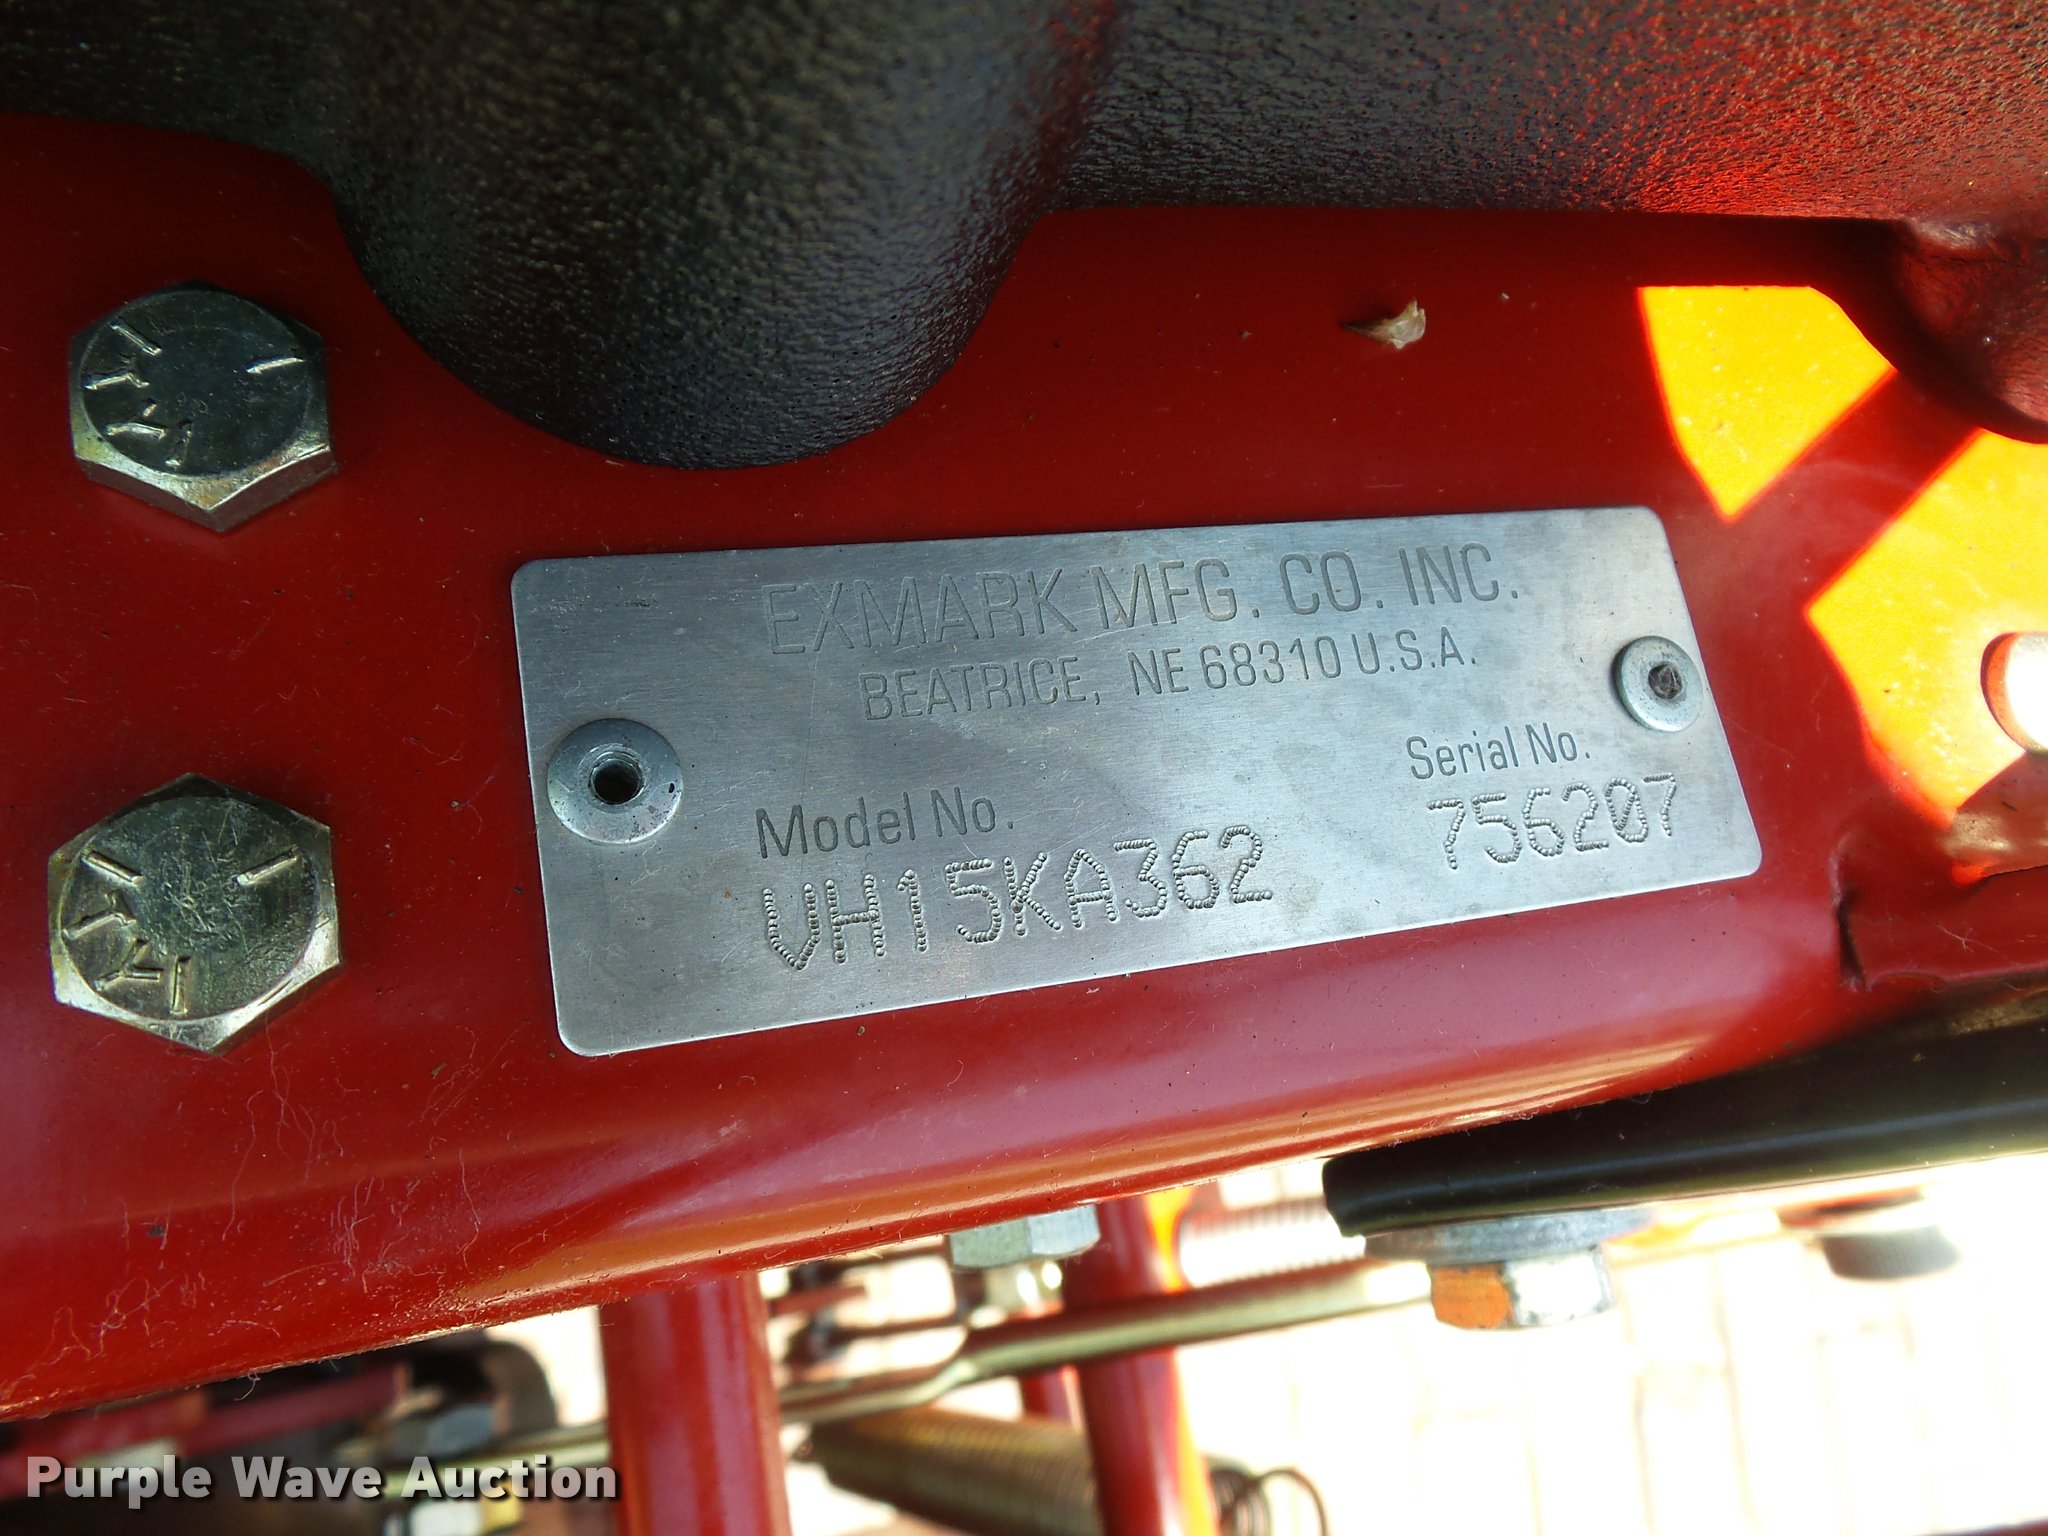 EXMARK MFG. CO. INC.
BEATRICE, NE 68310 U.S.A.
Model No.
Serial No.
VH15KA362
756207
Purple Wave Auction